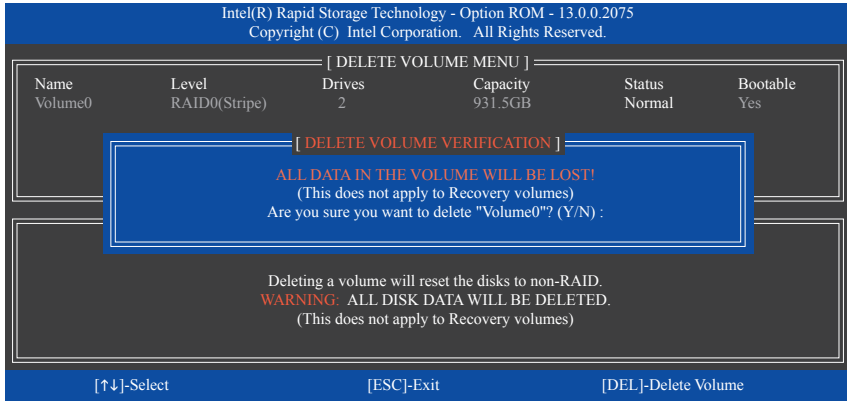 Intel(R) Rapid Storage Technology - Option ROM - 13.0.0.2075
Copyright (C) Intel Corporation. All Rights Reserved.
[ DELETE VOLUME MENU ]
Name Level Drives Capacity Status Bootable
Volume0 RAID0(Stripe) 2 931.5GB Normal Yes
[ DELETE VOLUME VERIFICATION ]
ALL DATA IN THE VOLUME WILL BE LOST!
(This does not apply to Recovery volumes)
Are you sure you want to delete "Volume0"? (Y/N) :
Deleting a volume will reset the disks to non-RAID.
WARNING: ALL DISK DATA WILL BE DELETED.
(This does not apply to Recovery volumes)
[↑↓]-Select [ESC]-Exit [DEL]-Delete Volume